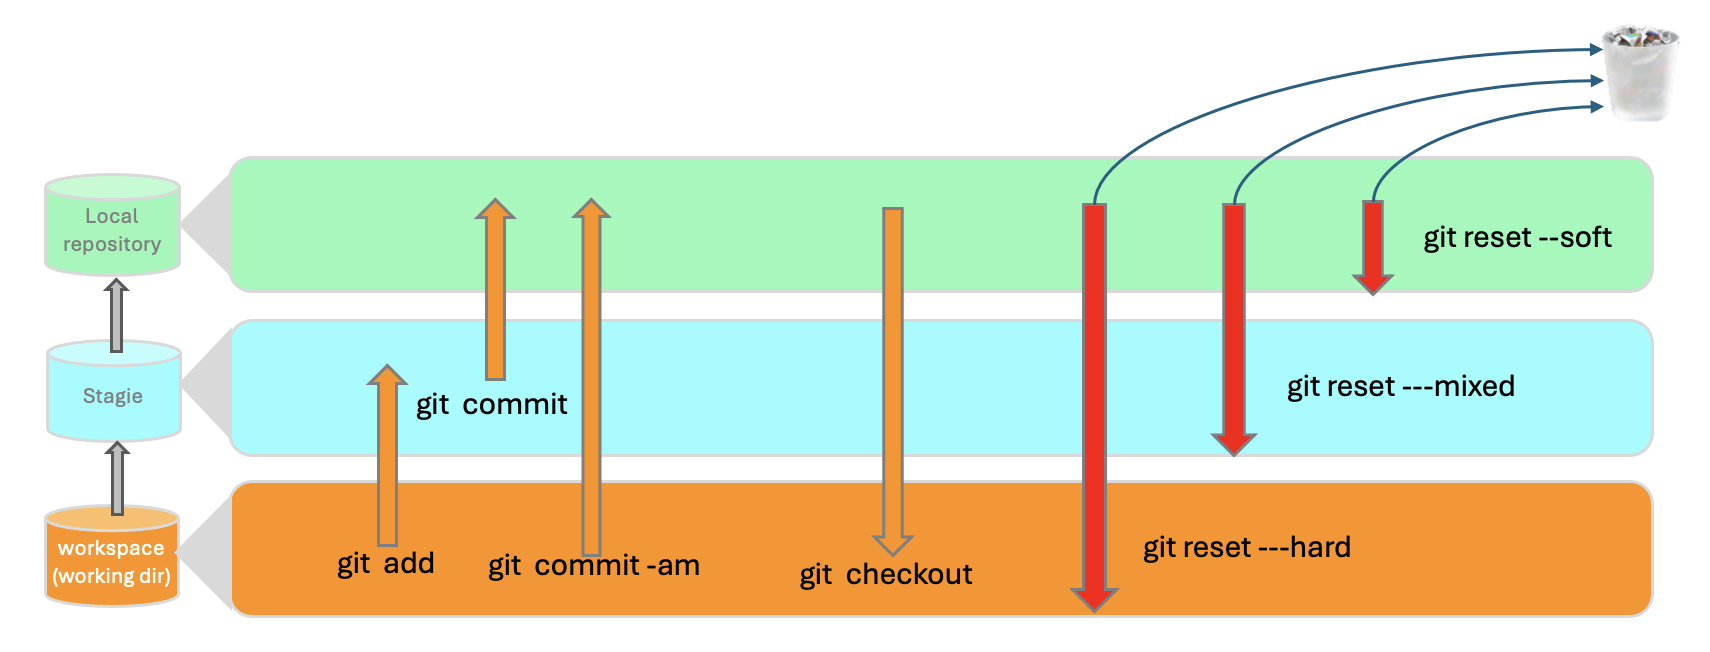 Local
repository
git reset --soft
Stagie
git commit
git reset ---mixed
workspace
(working dir)
git add
git commit -am
git checkout
git reset ---hard